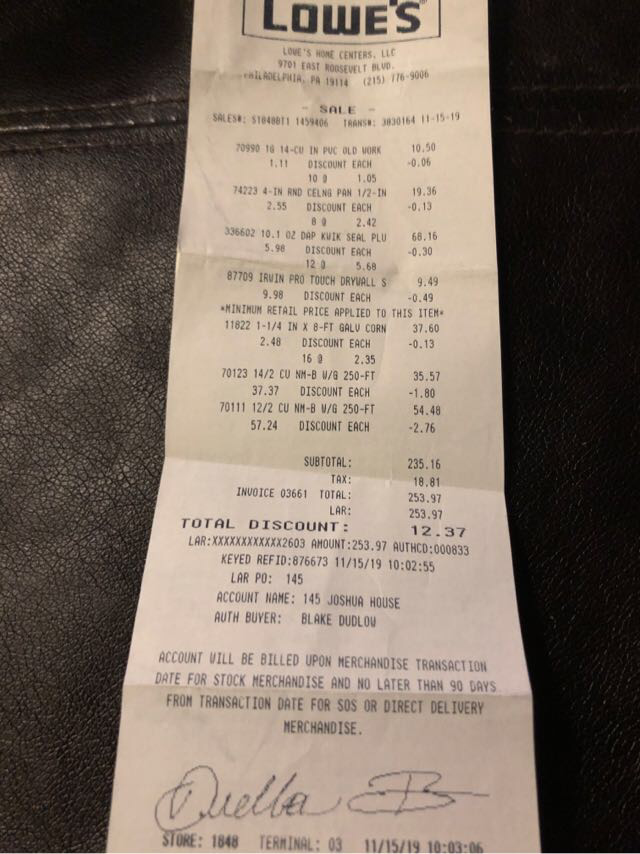 LOWE'S
LOWE'S HOME CENTERS, LLC
9701 EAST ROOSEVELT BLVD.
PHILADELPHIA, PA 19114 (215) 776-9006
- SALE -
SALES#: S1848811 1459406 TRANS#: 3830164 11-15-19
70990 1G 14-CU IN PVC OLD WORK 10.50
1.11 DISCOUNT EACH -0.06
10 @ 1.05
74223 4-IN RND CELNG PAN 1/2-IN 19.36
2.55 DISCOUNT EACH -0.13
8 @ 2.42
336602 10.1 OZ DAP KWIK SEAL PLU 68.16
5.98 DISCOUNT EACH -0.30
12 @ 5.68
87709 IRWIN PRO TOUCH DRYWALL S 9.49
9.98 DISCOUNT EACH -0.49
*MINIMUM RETAIL PRICE APPLIED TO THIS ITEM*
11822 1-1/4 IN X 8-FT GALV CORN 37.60
2.48 DISCOUNT EACH -0.13
16 @ 2.35
70123 14/2 CU NM-B W/G 250-FT 35.57
37.37 DISCOUNT EACH -1.80
70111 12/2 CU NM-B W/G 250-FT 54.48
57.24 DISCOUNT EACH -2.76
SUBTOTAL: 235.16
TAX: 18.81
INVOICE 03661 TOTAL: 253.97
LAR: 253.97
TOTAL DISCOUNT: 12.37
LAR:XXXXXXXXXXXX2603 AMOUNT:253.97 AUTHCD:000833
KEYED REFID:876673 11/15/19 10:02:55
LAR PO: 145
ACCOUNT NAME: 145 JOSHUA HOUSE
AUTH BUYER: BLAKE DUDLOW
ACCOUNT WILL BE BILLED UPON MERCHANDISE TRANSACTION
DATE FOR STOCK MERCHANDISE AND NO LATER THAN 90 DAYS
FROM TRANSACTION DATE FOR SOS OR DIRECT DELIVERY
MERCHANDISE.
STORE: 1848 TERMINAL: 03 11/15/19 10:03:06